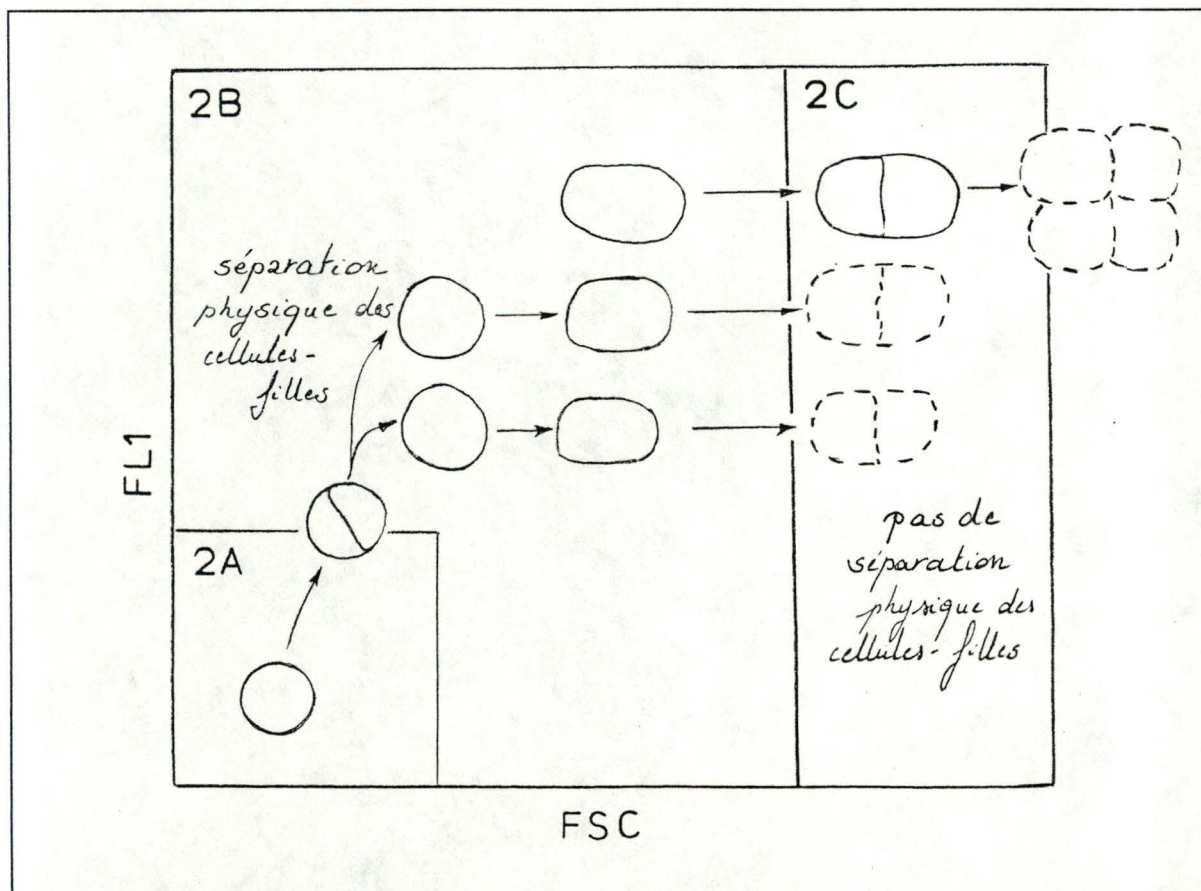 2B
2C
séparation
physique des
cellules-
filles
FL1
2A
pas de
séparation
physique des
cellules-filles
FSC